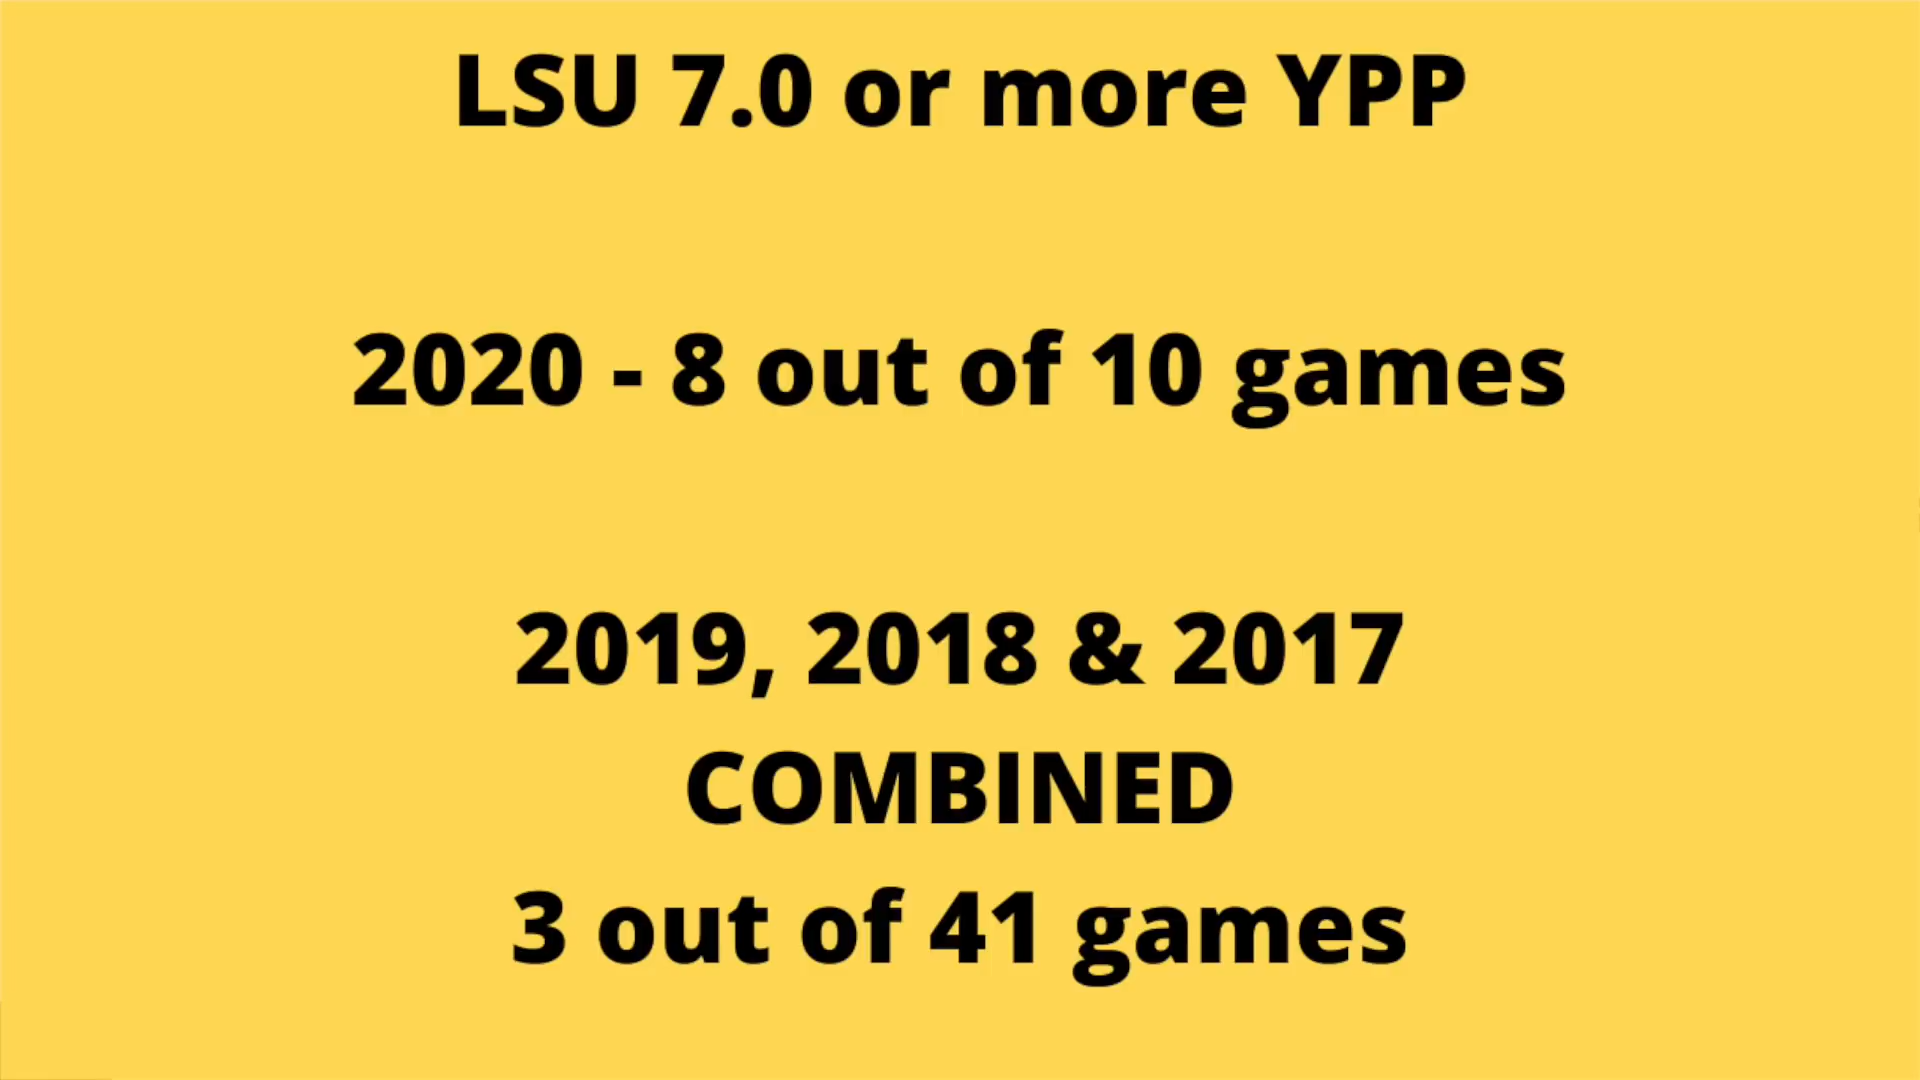 LSU 7.0 or more YPP
2020 - 8 out of 10 games
2019, 2018 & 2017
COMBINED
3 out of 41 games